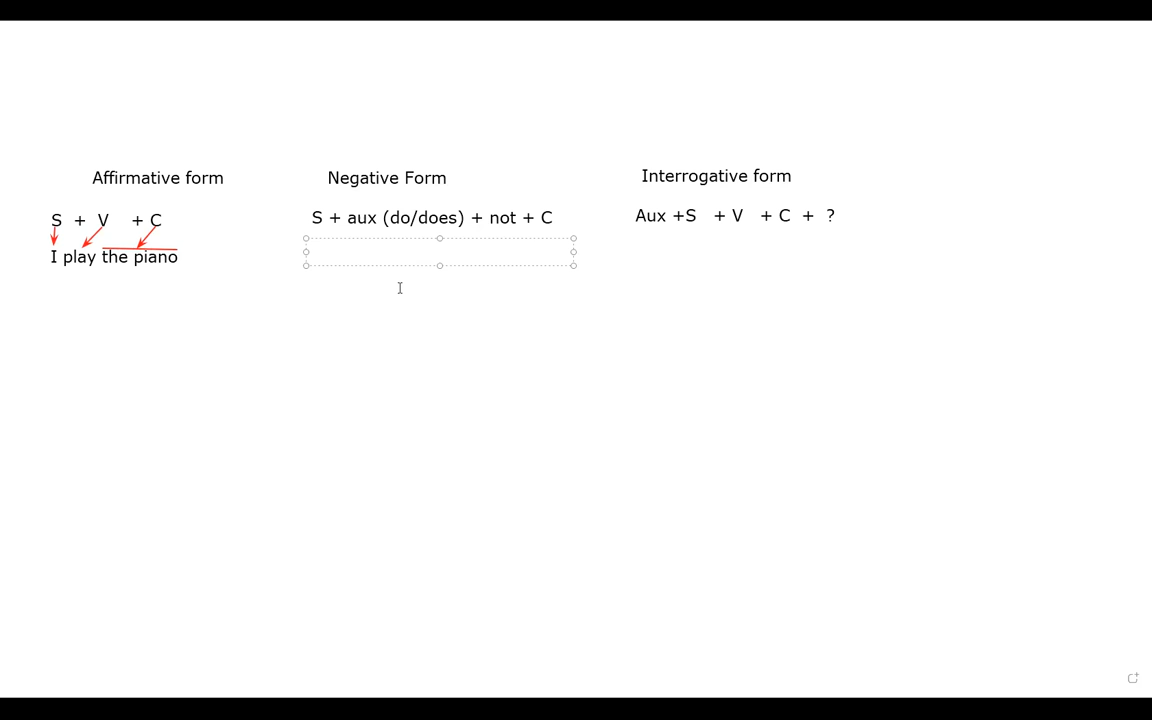 Affirmative form
S + V + C
I play the piano
Negative Form
S + aux (do/does) + not + C
Interrogative form
Aux +S + V + C + ?